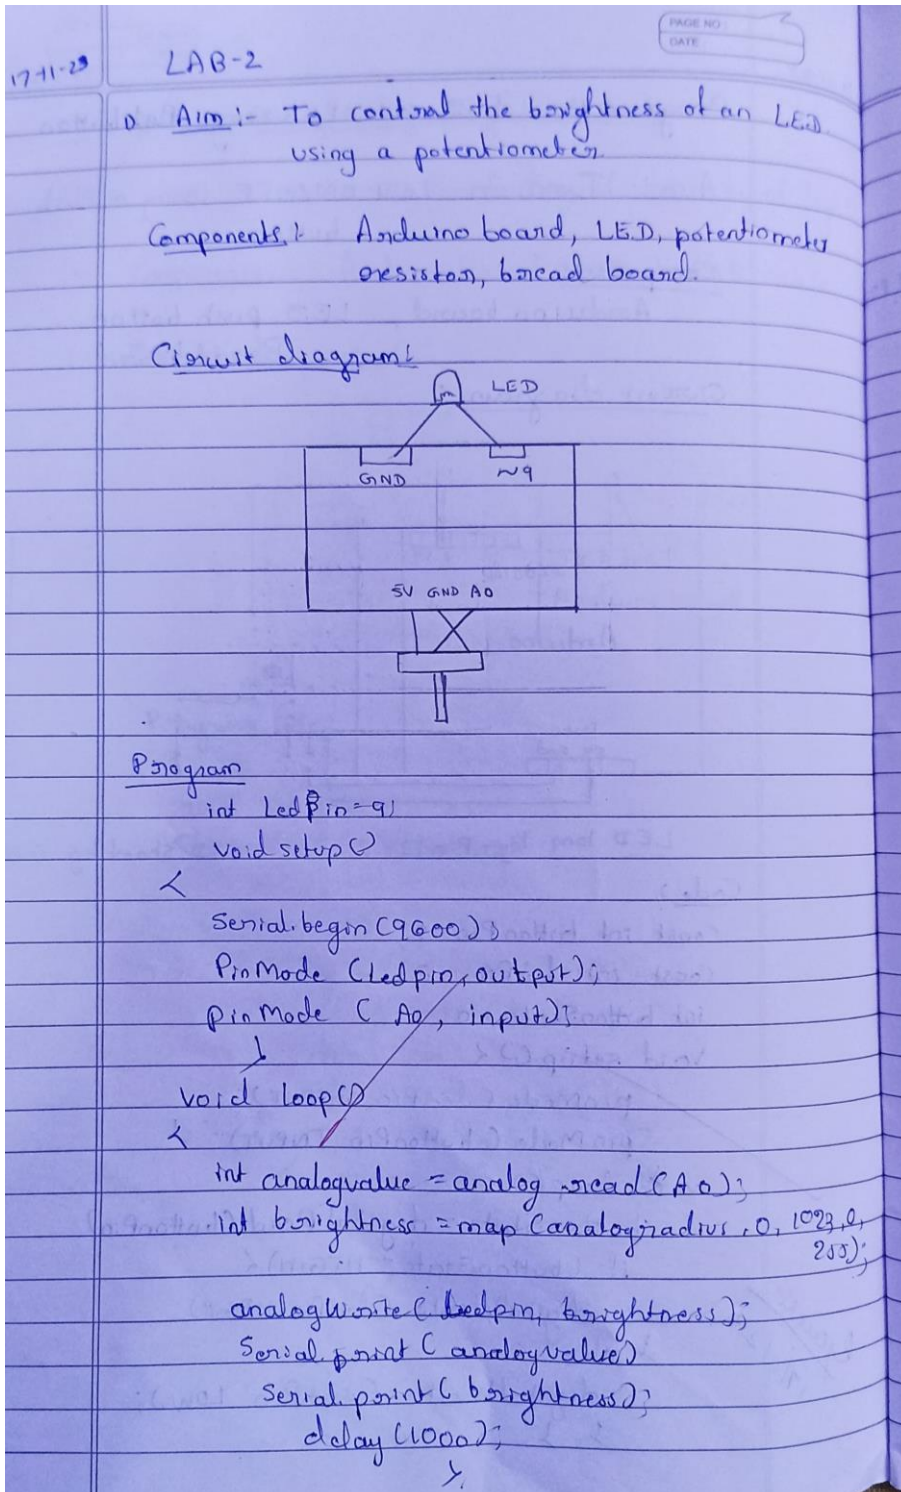 PAGE NO
DATE
17-11-23
LAB-2
1) Aim :- To control the brightness of an LED
using a potentiometer
Components :- Arduino board, LED, potentiometer
resistor, bread board.
Circuit diagram:
LED
GND ~9
5V GND A0
Program
int LedPin=9;
void setup()
{
Serial.begin(9600);
PinMode (Ledpin, output);
pinMode ( A0, input);
}
void loop()
{
int analogvalue = analog read(A0);
int brightness = map (analogradius, 0, 1023, 0,
255);
analogWrite ( Ledpin, brightness);
Serial.print ( analogvalue)
Serial.print ( brightness);
delay (1000);
}